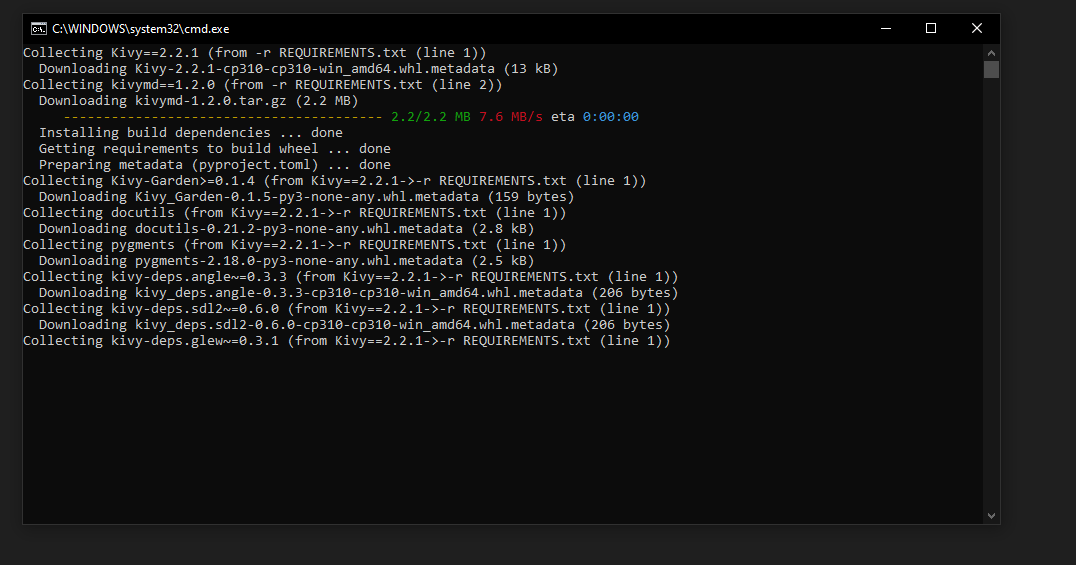 C:\WINDOWS\system32\cmd.exe
Collecting Kivy==2.2.1 (from -r REQUIREMENTS.txt (line 1))
  Downloading Kivy-2.2.1-cp310-cp310-win_amd64.whl.metadata (13 kB)
Collecting kivymd==1.2.0 (from -r REQUIREMENTS.txt (line 2))
  Downloading kivymd-1.2.0.tar.gz (2.2 MB)
     ---------------------------------------- 2.2/2.2 MB 7.6 MB/s eta 0:00:00
  Installing build dependencies ... done
  Getting requirements to build wheel ... done
  Preparing metadata (pyproject.toml) ... done
Collecting Kivy-Garden>=0.1.4 (from Kivy==2.2.1->-r REQUIREMENTS.txt (line 1))
  Downloading Kivy_Garden-0.1.5-py3-none-any.whl.metadata (159 bytes)
Collecting docutils (from Kivy==2.2.1->-r REQUIREMENTS.txt (line 1))
  Downloading docutils-0.21.2-py3-none-any.whl.metadata (2.8 kB)
Collecting pygments (from Kivy==2.2.1->-r REQUIREMENTS.txt (line 1))
  Downloading pygments-2.18.0-py3-none-any.whl.metadata (2.5 kB)
Collecting kivy-deps.angle~=0.3.3 (from Kivy==2.2.1->-r REQUIREMENTS.txt (line 1))
  Downloading kivy_deps.angle-0.3.3-cp310-cp310-win_amd64.whl.metadata (206 bytes)
Collecting kivy-deps.sdl2~=0.6.0 (from Kivy==2.2.1->-r REQUIREMENTS.txt (line 1))
  Downloading kivy_deps.sdl2-0.6.0-cp310-cp310-win_amd64.whl.metadata (206 bytes)
Collecting kivy-deps.glew~=0.3.1 (from Kivy==2.2.1->-r REQUIREMENTS.txt (line 1))